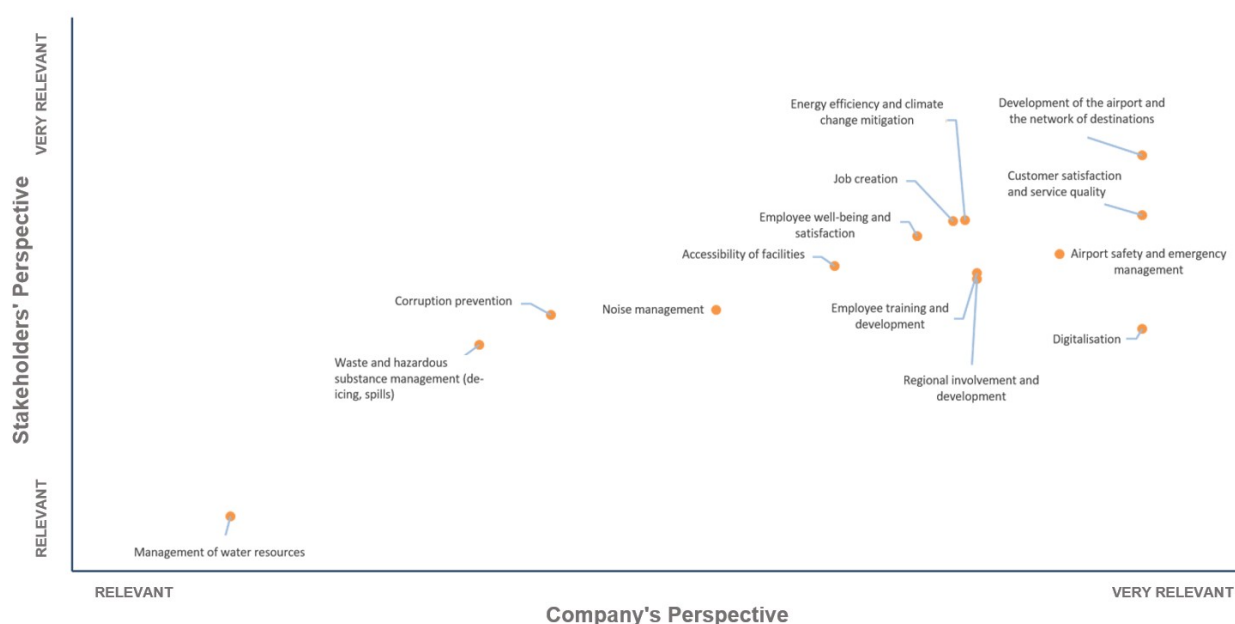 VERY RELEVANT
Stakeholders' Perspective
RELEVANT
Energy efficiency and climate
change mitigation
Development of the airport and
the network of destinations
Job creation
Customer satisfaction
and service quality
Employee well-being and
satisfaction
Accessibility of facilities
Airport safety and emergency
management
Corruption prevention
Noise management
Employee training and
development
Digitalisation
Waste and hazardous
substance management (de-
icing, spills)
Regional involvement and
development
Management of water resources
RELEVANT
VERY RELEVANT
Company's Perspective